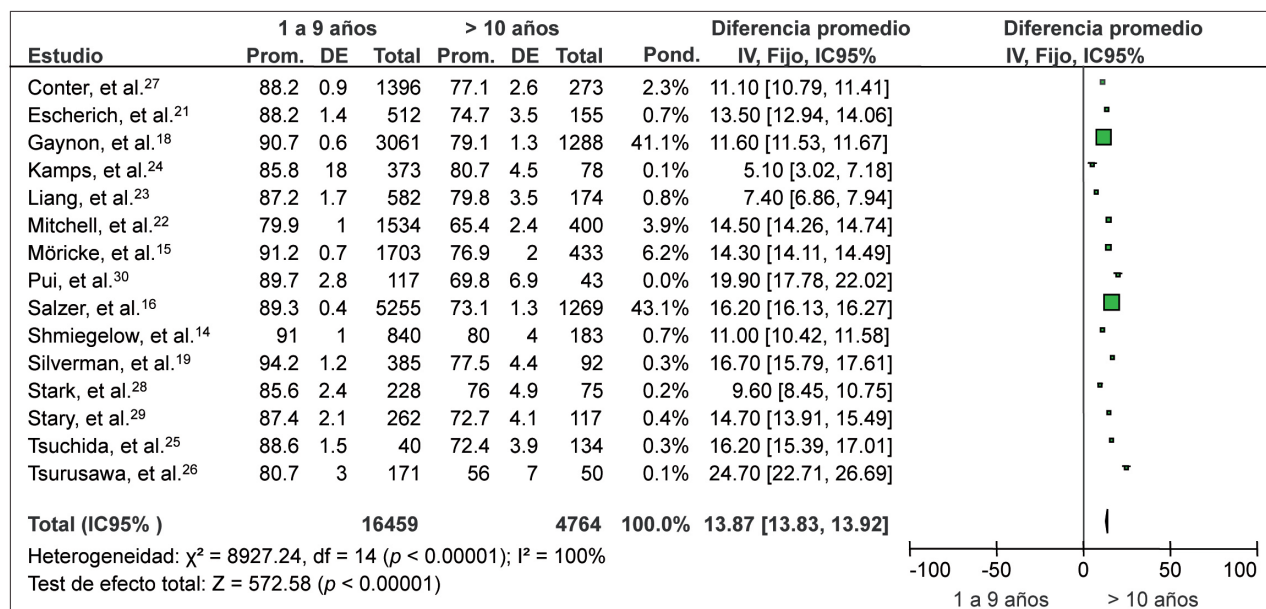 1 a 9 años > 10 años Diferencia promedio Diferencia promedio
Estudio Prom. DE Total Prom. DE Total Pond. IV, Fijo, IC95% IV, Fijo, IC95%
Conter, et al.²⁷ 88.2 0.9 1396 77.1 2.6 273 2.3% 11.10 [10.79, 11.41]
Escherich, et al.²¹ 88.2 1.4 512 74.7 3.5 155 0.7% 13.50 [12.94, 14.06]
Gaynon, et al.¹⁸ 90.7 0.6 3061 79.1 1.3 1288 41.1% 11.60 [11.53, 11.67]
Kamps, et al.²⁴ 85.8 18 373 80.7 4.5 78 0.1% 5.10 [3.02, 7.18]
Liang, et al.²³ 87.2 1.7 582 79.8 3.5 174 0.8% 7.40 [6.86, 7.94]
Mitchell, et al.²² 79.9 1 1534 65.4 2.4 400 3.9% 14.50 [14.26, 14.74]
Möricke, et al.¹⁵ 91.2 0.7 1703 76.9 2 433 6.2% 14.30 [14.11, 14.49]
Pui, et al.³⁰ 89.7 2.8 117 69.8 6.9 43 0.0% 19.90 [17.78, 22.02]
Salzer, et al.¹⁶ 89.3 0.4 5255 73.1 1.3 1269 43.1% 16.20 [16.13, 16.27]
Shmiegelow, et al.¹⁴ 91 1 840 80 4 183 0.7% 11.00 [10.42, 11.58]
Silverman, et al.¹⁹ 94.2 1.2 385 77.5 4.4 92 0.3% 16.70 [15.79, 17.61]
Stark, et al.²⁸ 85.6 2.4 228 76 4.9 75 0.2% 9.60 [8.45, 10.75]
Stary, et al.²⁹ 87.4 2.1 262 72.7 4.1 117 0.4% 14.70 [13.91, 15.49]
Tsuchida, et al.²⁵ 88.6 1.5 40 72.4 3.9 134 0.3% 16.20 [15.39, 17.01]
Tsurusawa, et al.²⁶ 80.7 3 171 56 7 50 0.1% 24.70 [22.71, 26.69]
Total (IC95% ) 16459 4764 100.0% 13.87 [13.83, 13.92]
Heterogeneidad: χ² = 8927.24, df = 14 (p < 0.00001); I² = 100%
Test de efecto total: Z = 572.58 (p < 0.00001)
-100 -50 0 50 100
1 a 9 años > 10 años